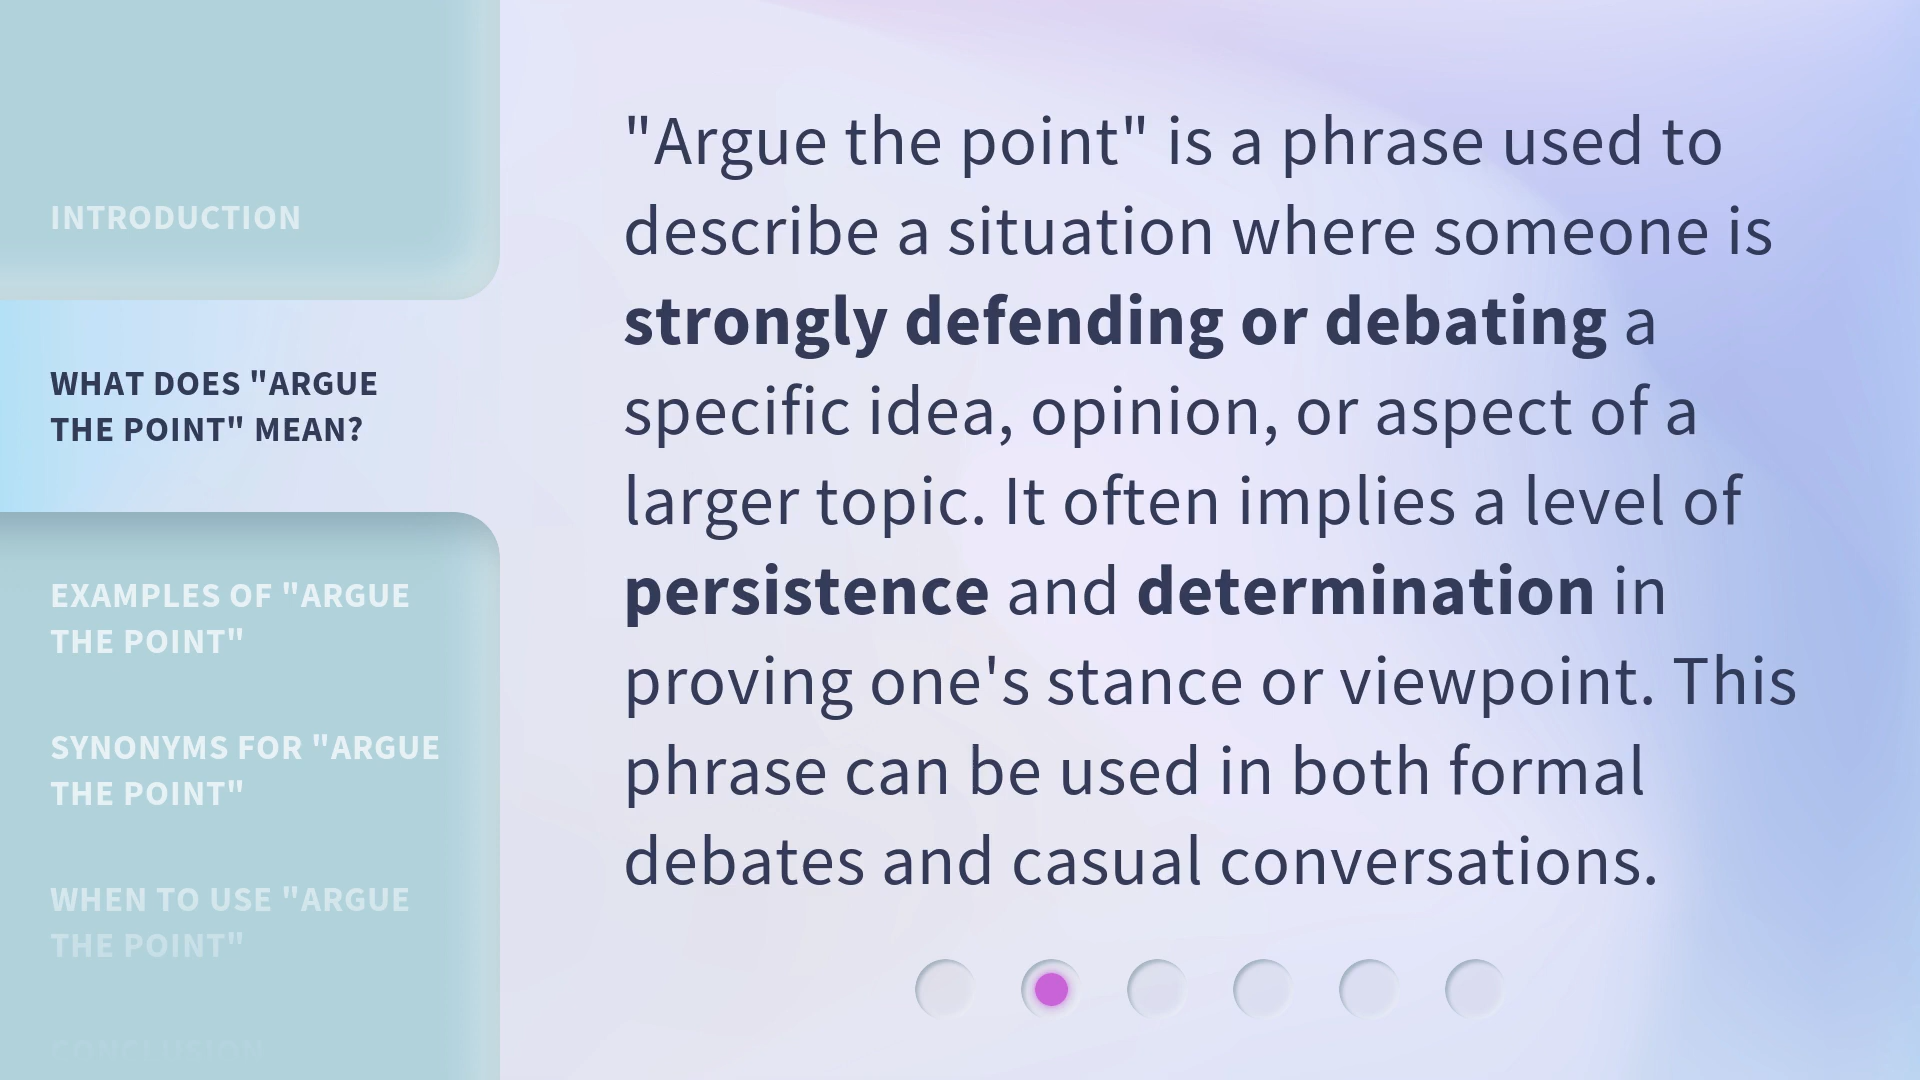 INTRODUCTION
WHAT DOES "ARGUE
THE POINT" MEAN?
EXAMPLES OF "ARGUE
THE POINT"
SYNONYMS FOR "ARGUE
THE POINT"
WHEN TO USE "ARGUE
THE POINT"
CONCLUSION
"Argue the point" is a phrase used to
describe a situation where someone is
strongly defending or debating a
specific idea, opinion, or aspect of a
larger topic. It often implies a level of
persistence and determination in
proving one's stance or viewpoint. This
phrase can be used in both formal
debates and casual conversations.